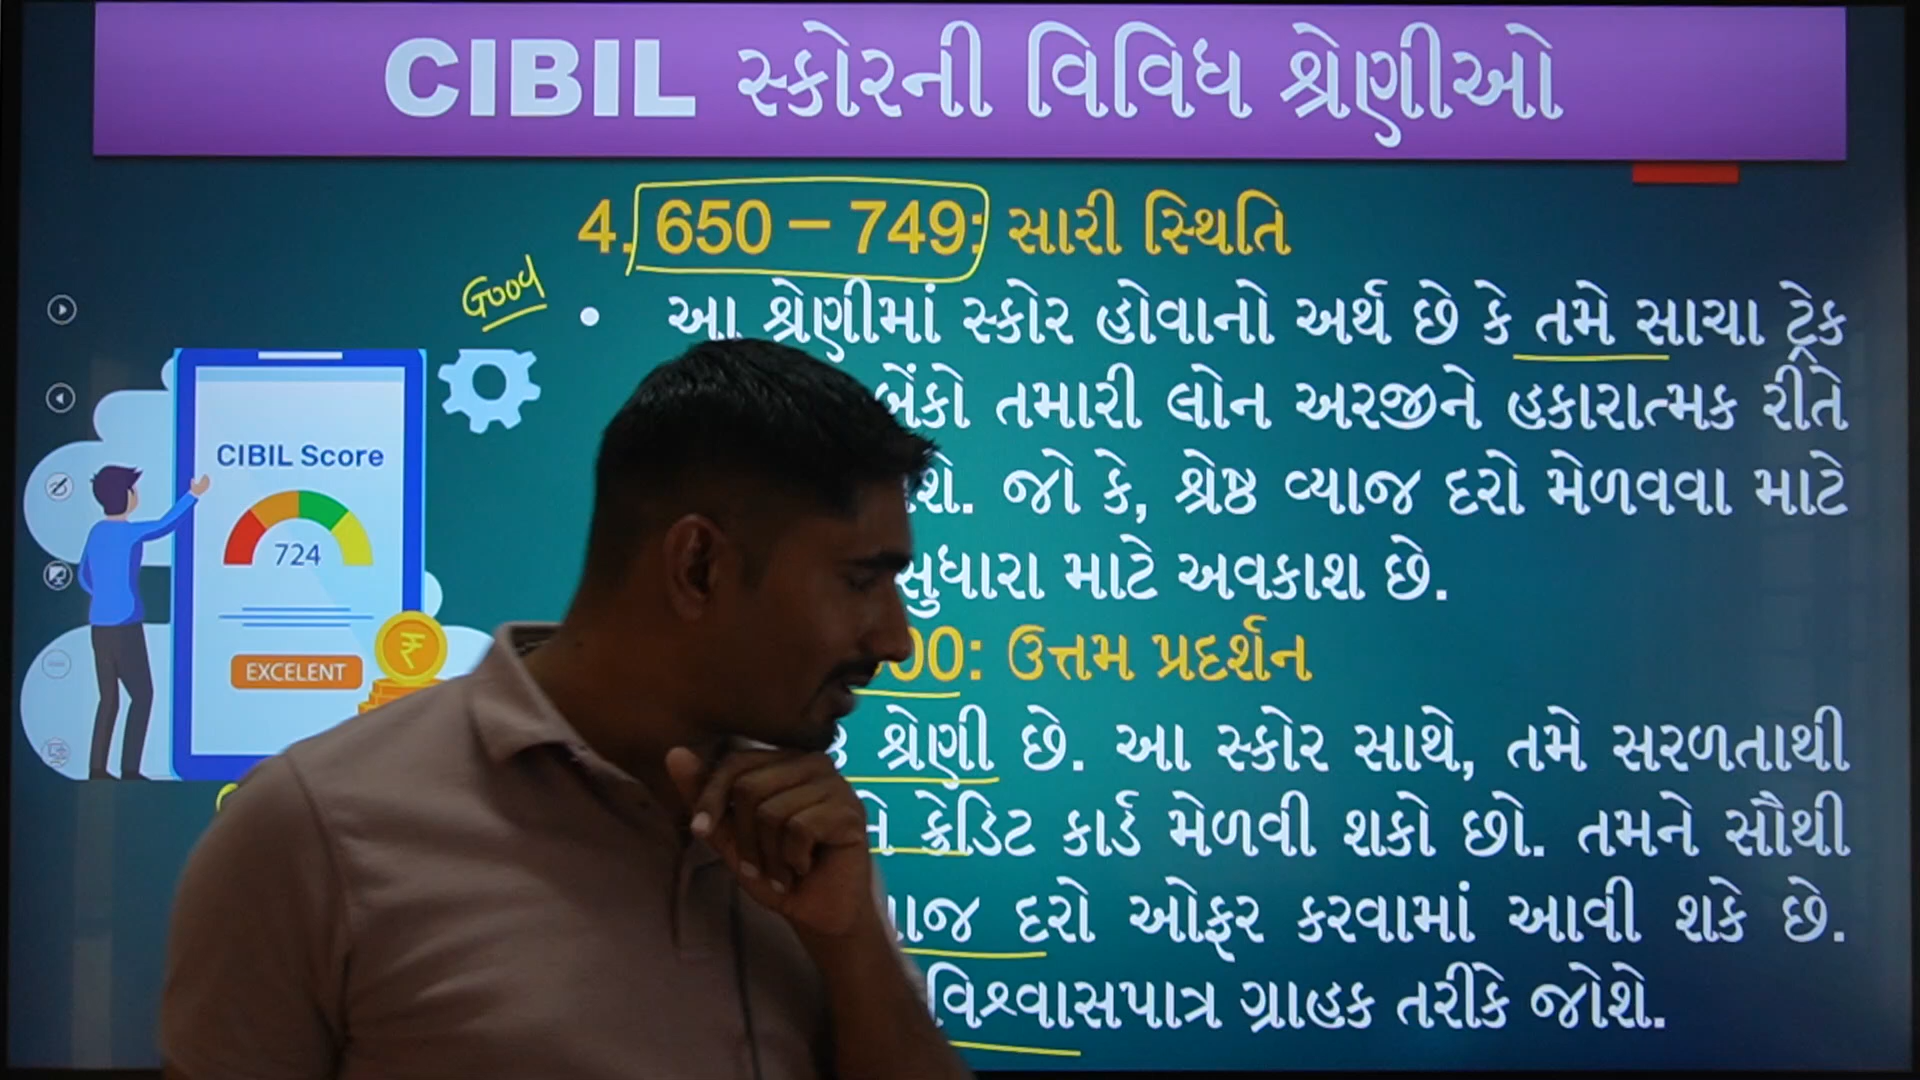 CIBIL સ્કોરની વિવિધ શ્રેણીઓ
4. 650 – 749: સારી સ્થિતિ
Good
• આ શ્રેણીમાં સ્કોર હોવાનો અર્થ છે કે તમે સાચા ટ્રેક
બેંકો તમારી લોન અરજીને હકારાત્મક રીતે
જો કે, શ્રેષ્ઠ વ્યાજ દરો મેળવવા માટે
સુધારા માટે અવકાશ છે.
ઉત્તમ પ્રદર્શન
શ્રેણી છે. આ સ્કોર સાથે, તમે સરળતાથી
ક્રેડિટ કાર્ડ મેળવી શકો છો. તમને સૌથી
દરો ઓફર કરવામાં આવી શકે છે.
વિશ્વાસપાત્ર ગ્રાહક તરીકે જોશે.
CIBIL Score
724
EXCELENT